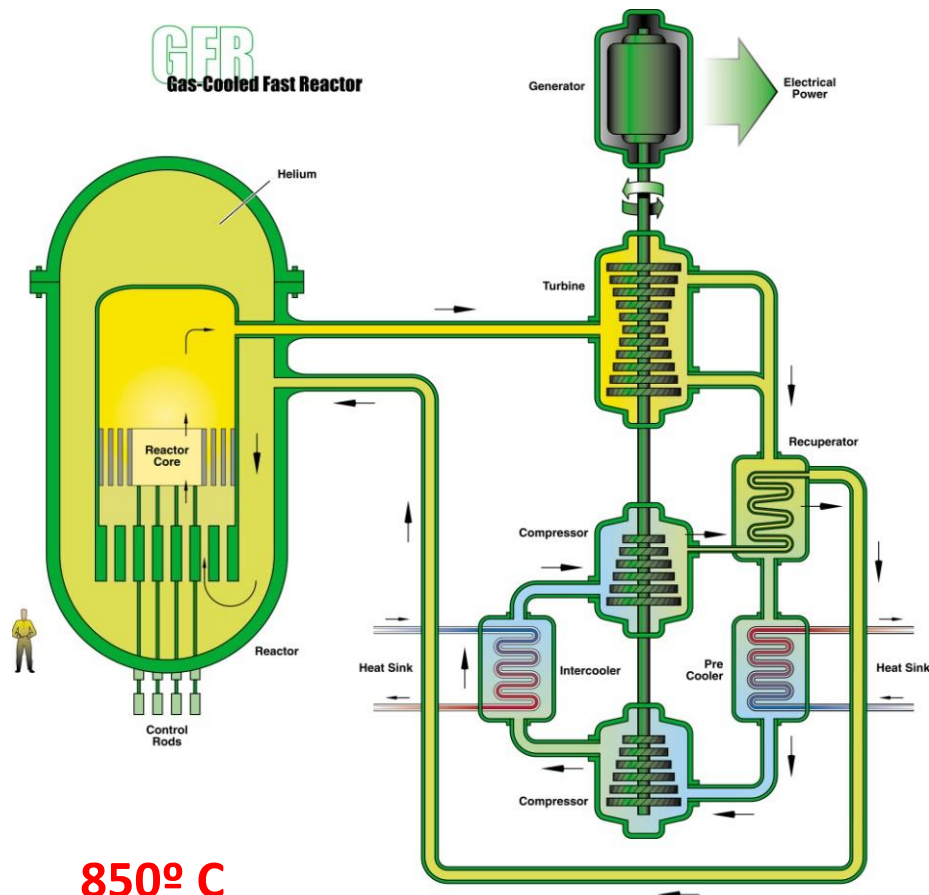 GFR
Gas-Cooled Fast Reactor
Generator
Electrical
Power
Helium
Turbine
Recuperator
Reactor
Core
Compressor
Reactor
Heat Sink
Intercooler
Pre
Cooler
Heat Sink
Control
Rods
Compressor
850º C